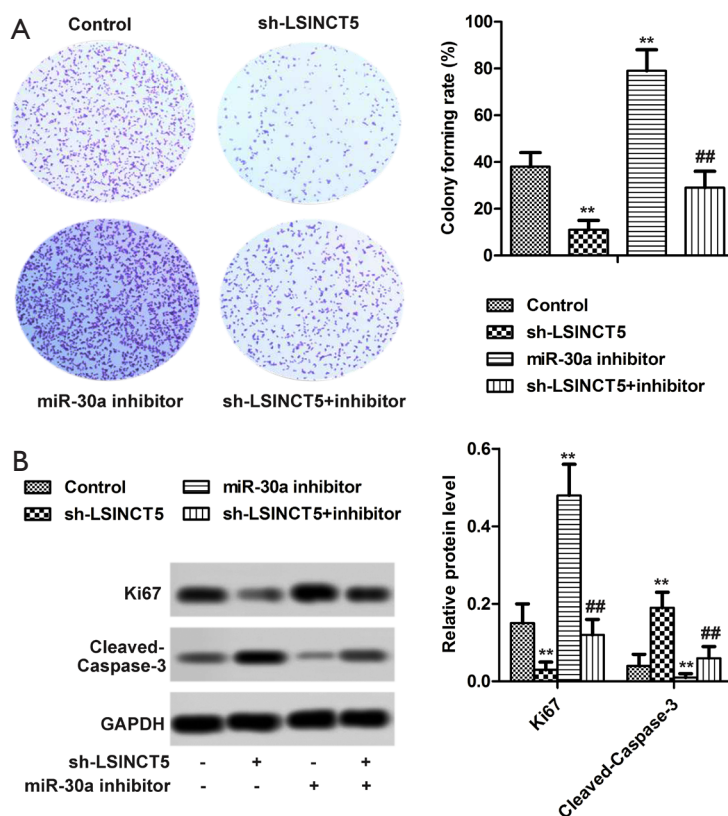 A
Control
sh-LSINCT5
miR-30a inhibitor
sh-LSINCT5+inhibitor
Colony forming rate (%)
100
80
60
40
20
0
**
**
##
Control
sh-LSINCT5
miR-30a inhibitor
sh-LSINCT5+inhibitor
B
Control
sh-LSINCT5
miR-30a inhibitor
sh-LSINCT5+inhibitor
Ki67
Cleaved-
Caspase-3
GAPDH
sh-LSINCT5 - + - +
miR-30a inhibitor - - + +
Relative protein level
0.6
0.4
0.2
0.0
**
**
##
**
**
##
Ki67
Cleaved-Caspase-3